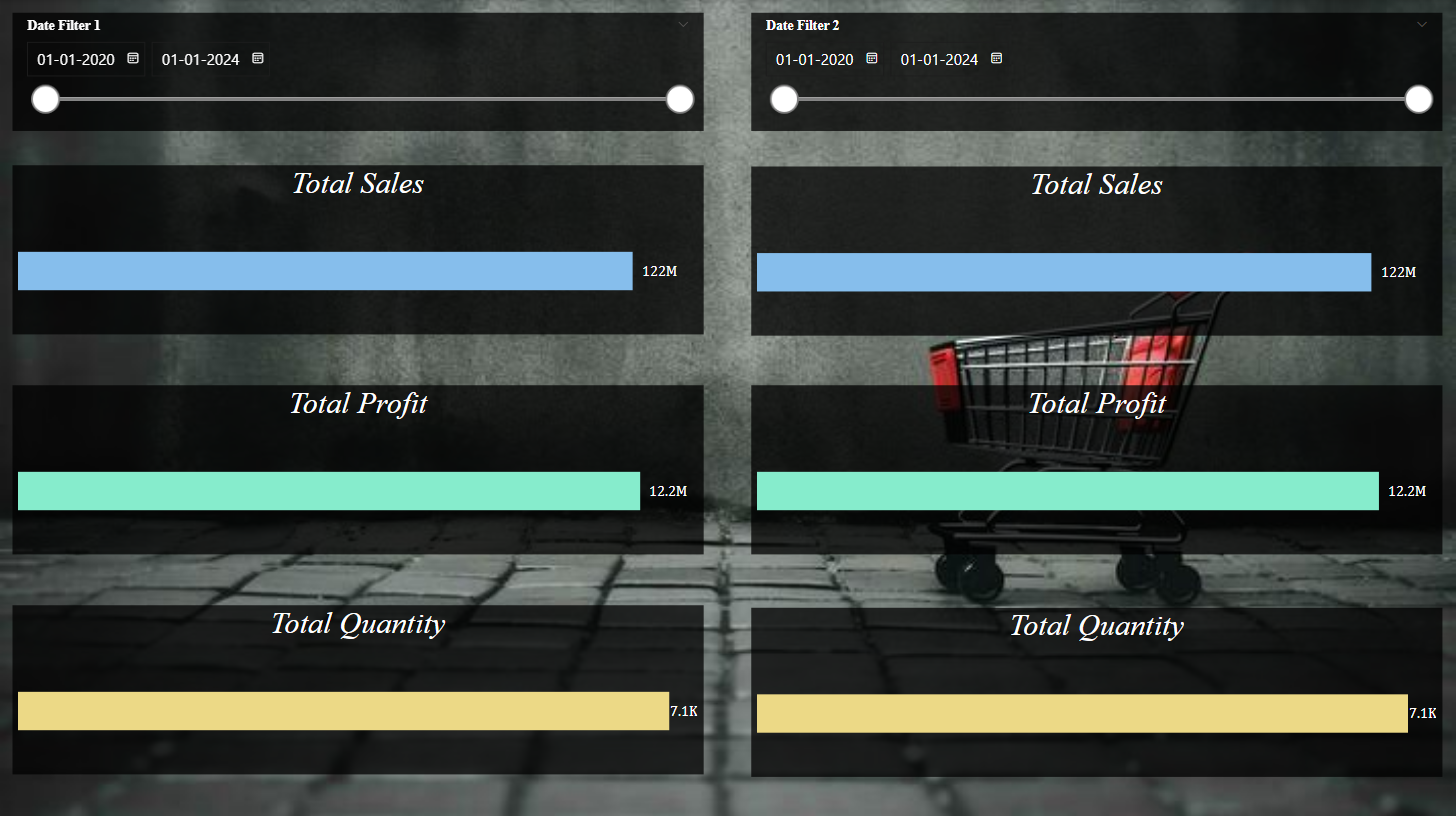 Date Filter 1
01-01-2020 01-01-2024
Total Sales
122M
Total Profit
12.2M
Total Quantity
7.1K
Date Filter 2
01-01-2020 01-01-2024
Total Sales
122M
Total Profit
12.2M
Total Quantity
7.1K